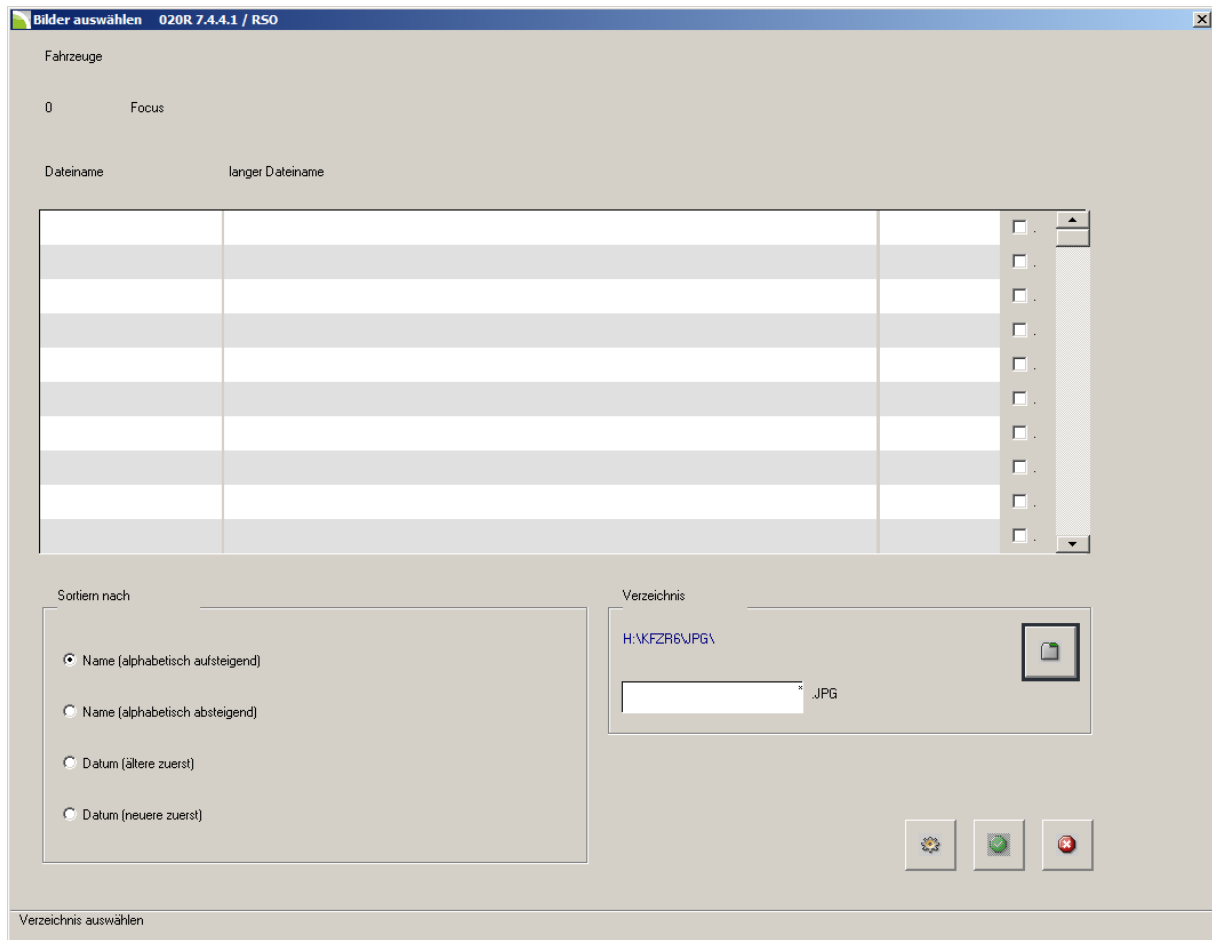 Bilder auswählen 020R 7.4.4.1 / RSO
Fahrzeuge
0 Focus
Dateiname langer Dateiname
.
.
.
.
.
.
.
.
.
.
Sortiern nach
Name (alphabetisch aufsteigend)
Name (alphabetisch absteigend)
Datum (ältere zuerst)
Datum (neuere zuerst)
Verzeichnis
H:\KFZR6\JPG\
* .JPG
Verzeichnis auswählen